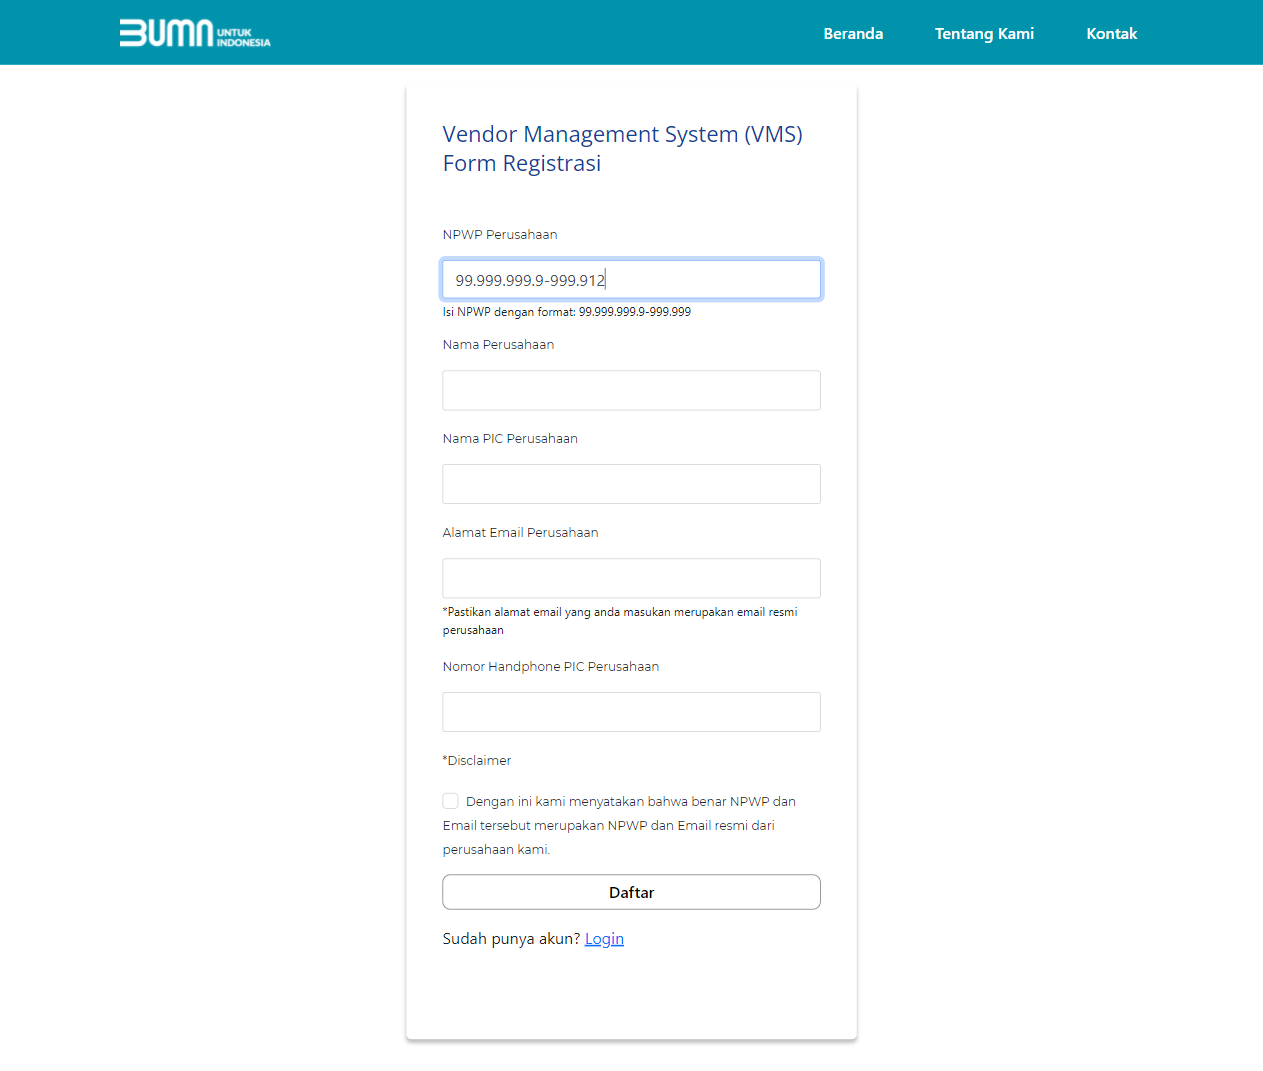 BUMN UNTUK INDONESIA
Beranda
Tentang Kami
Kontak
Vendor Management System (VMS)
Form Registrasi
NPWP Perusahaan
99.999.999.9-999.912
Isi NPWP dengan format: 99.999.999.9-999.999
Nama Perusahaan
Nama PIC Perusahaan
Alamat Email Perusahaan
*Pastikan alamat email yang anda masukan merupakan email resmi
perusahaan
Nomor Handphone PIC Perusahaan
*Disclaimer
Dengan ini kami menyatakan bahwa benar NPWP dan
Email tersebut merupakan NPWP dan Email resmi dari
perusahaan kami.
Daftar
Sudah punya akun? Login